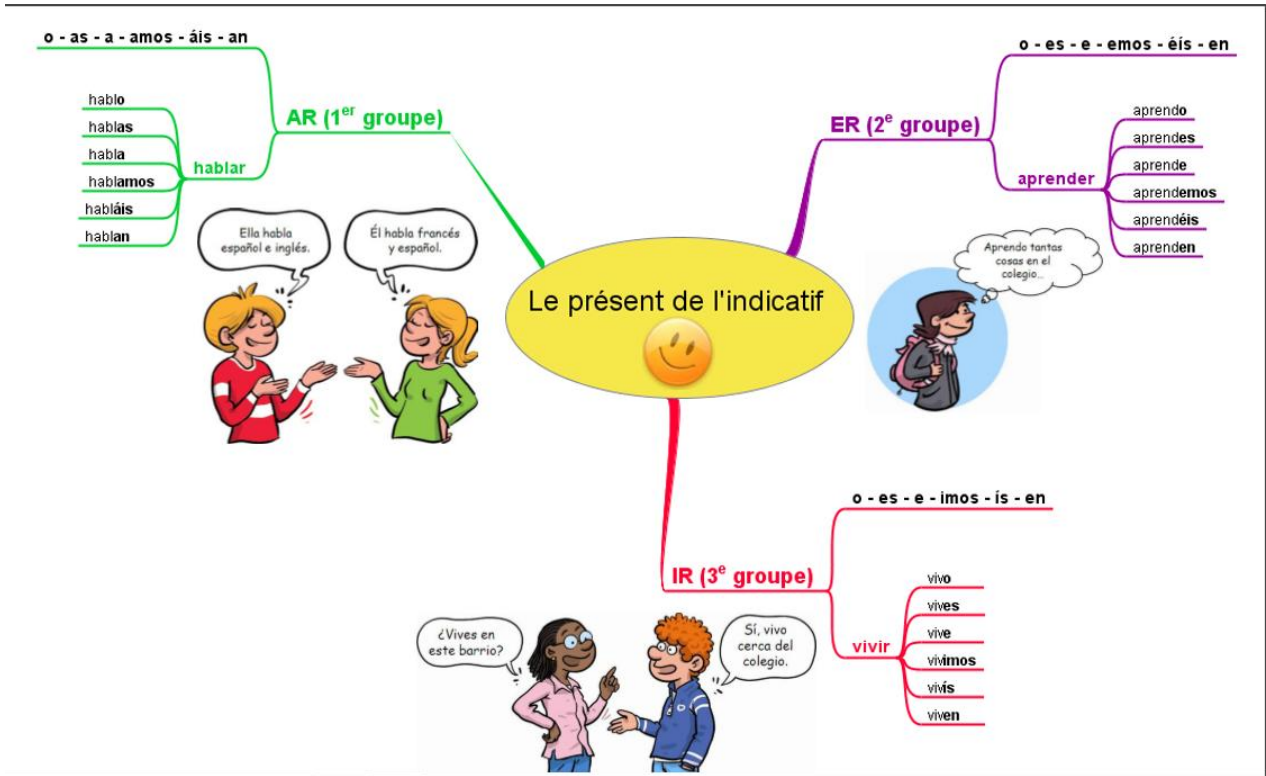 o - as - a - amos - áis - an
AR (1er groupe)
hablar
hablo
hablas
habla
hablamos
habláis
hablan
Ella habla
español e inglés.
Él habla francés
y español.
Le présent de l'indicatif
o - es - e - emos - éís - en
ER (2e groupe)
aprender
aprendo
aprendes
aprende
aprendemos
aprendéis
aprenden
Aprendo tantas
cosas en el
colegio...
o - es - e - imos - ís - en
IR (3e groupe)
vivir
vivo
vives
vive
vivimos
vivís
viven
¿Vives en
este barrio?
Sí, vivo
cerca del
colegio.